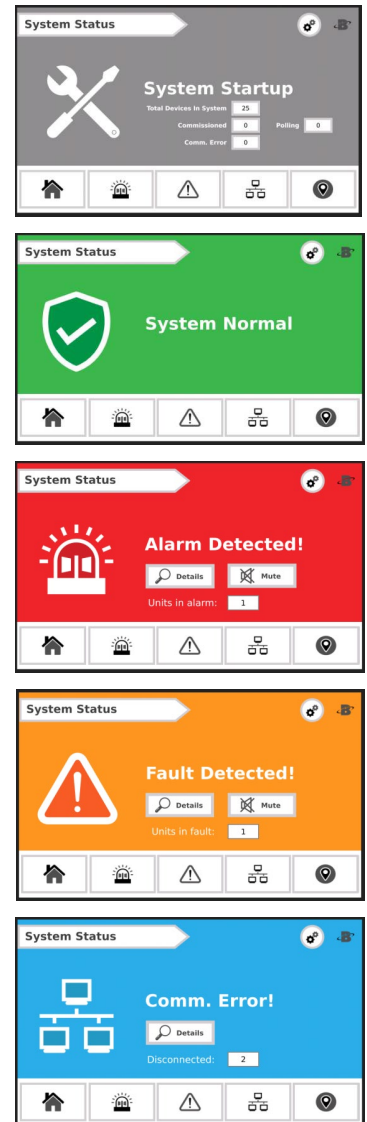 System Status
B
System Startup
Total Devices In System 25
Commissioned 0 Polling 0
Comm. Error 0
System Status
B
System Normal
System Status
B
Alarm Detected!
Details Mute
Units in alarm: 1
System Status
B
Fault Detected!
Details Mute
Units in fault: 1
System Status
B
Comm. Error!
Details
Disconnected: 2